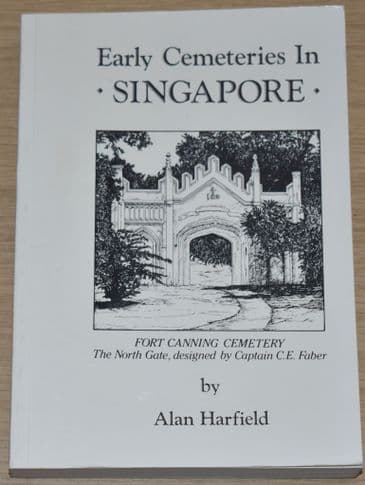 Early Cemeteries In
· SINGAPORE ·
FORT CANNING CEMETERY
The North Gate, designed by Captain C.E. Faber
by
Alan Harfield